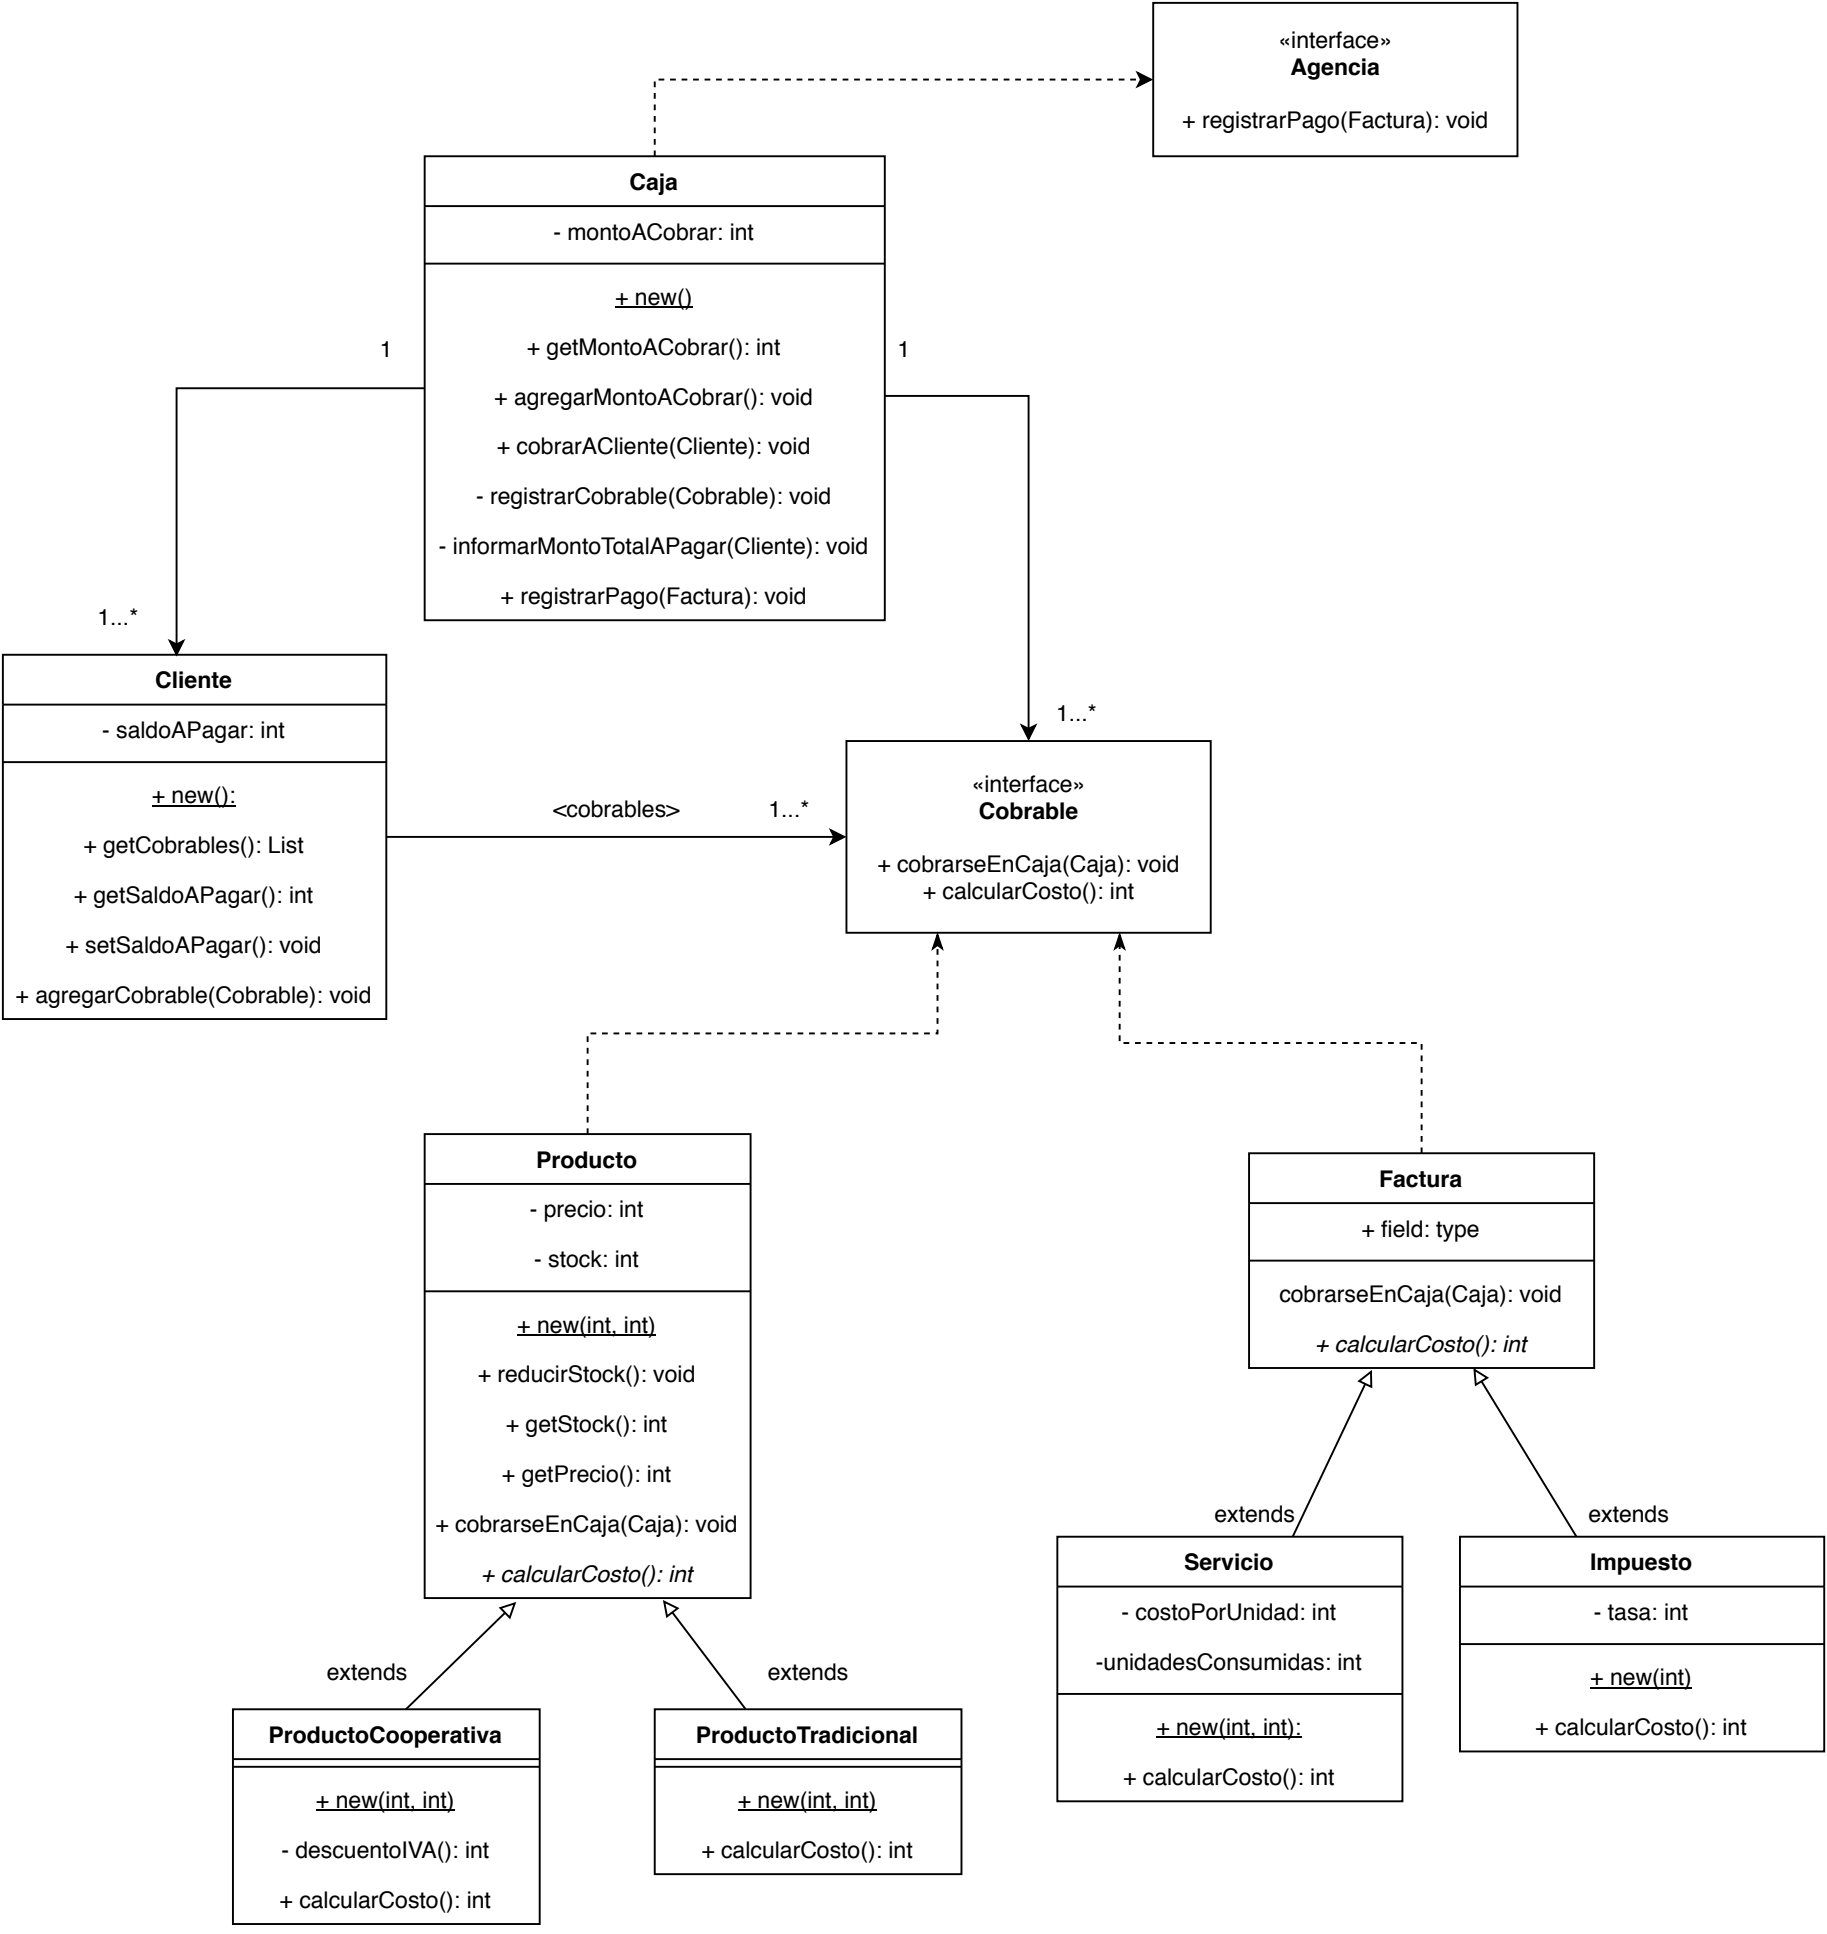 «interface»
Agencia
+ registrarPago(Factura): void
Caja
- montoACobrar: int
+ new()
+ getMontoACobrar(): int
+ agregarMontoACobrar(): void
+ cobrarACliente(Cliente): void
- registrarCobrable(Cobrable): void
- informarMontoTotalAPagar(Cliente): void
+ registrarPago(Factura): void
1
1
1...*
1...*
Cliente
- saldoAPagar: int
+ new():
+ getCobrables(): List
+ getSaldoAPagar(): int
+ setSaldoAPagar(): void
+ agregarCobrable(Cobrable): void
<cobrables>
1...*
«interface»
Cobrable
+ cobrarseEnCaja(Caja): void
+ calcularCosto(): int
Producto
- precio: int
- stock: int
+ new(int, int)
+ reducirStock(): void
+ getStock(): int
+ getPrecio(): int
+ cobrarseEnCaja(Caja): void
+ calcularCosto(): int
Factura
+ field: type
cobrarseEnCaja(Caja): void
+ calcularCosto(): int
extends
extends
Servicio
- costoPorUnidad: int
-unidadesConsumidas: int
+ new(int, int):
+ calcularCosto(): int
Impuesto
- tasa: int
+ new(int)
+ calcularCosto(): int
extends
extends
ProductoCooperativa
+ new(int, int)
- descuentoIVA(): int
+ calcularCosto(): int
ProductoTradicional
+ new(int, int)
+ calcularCosto(): int